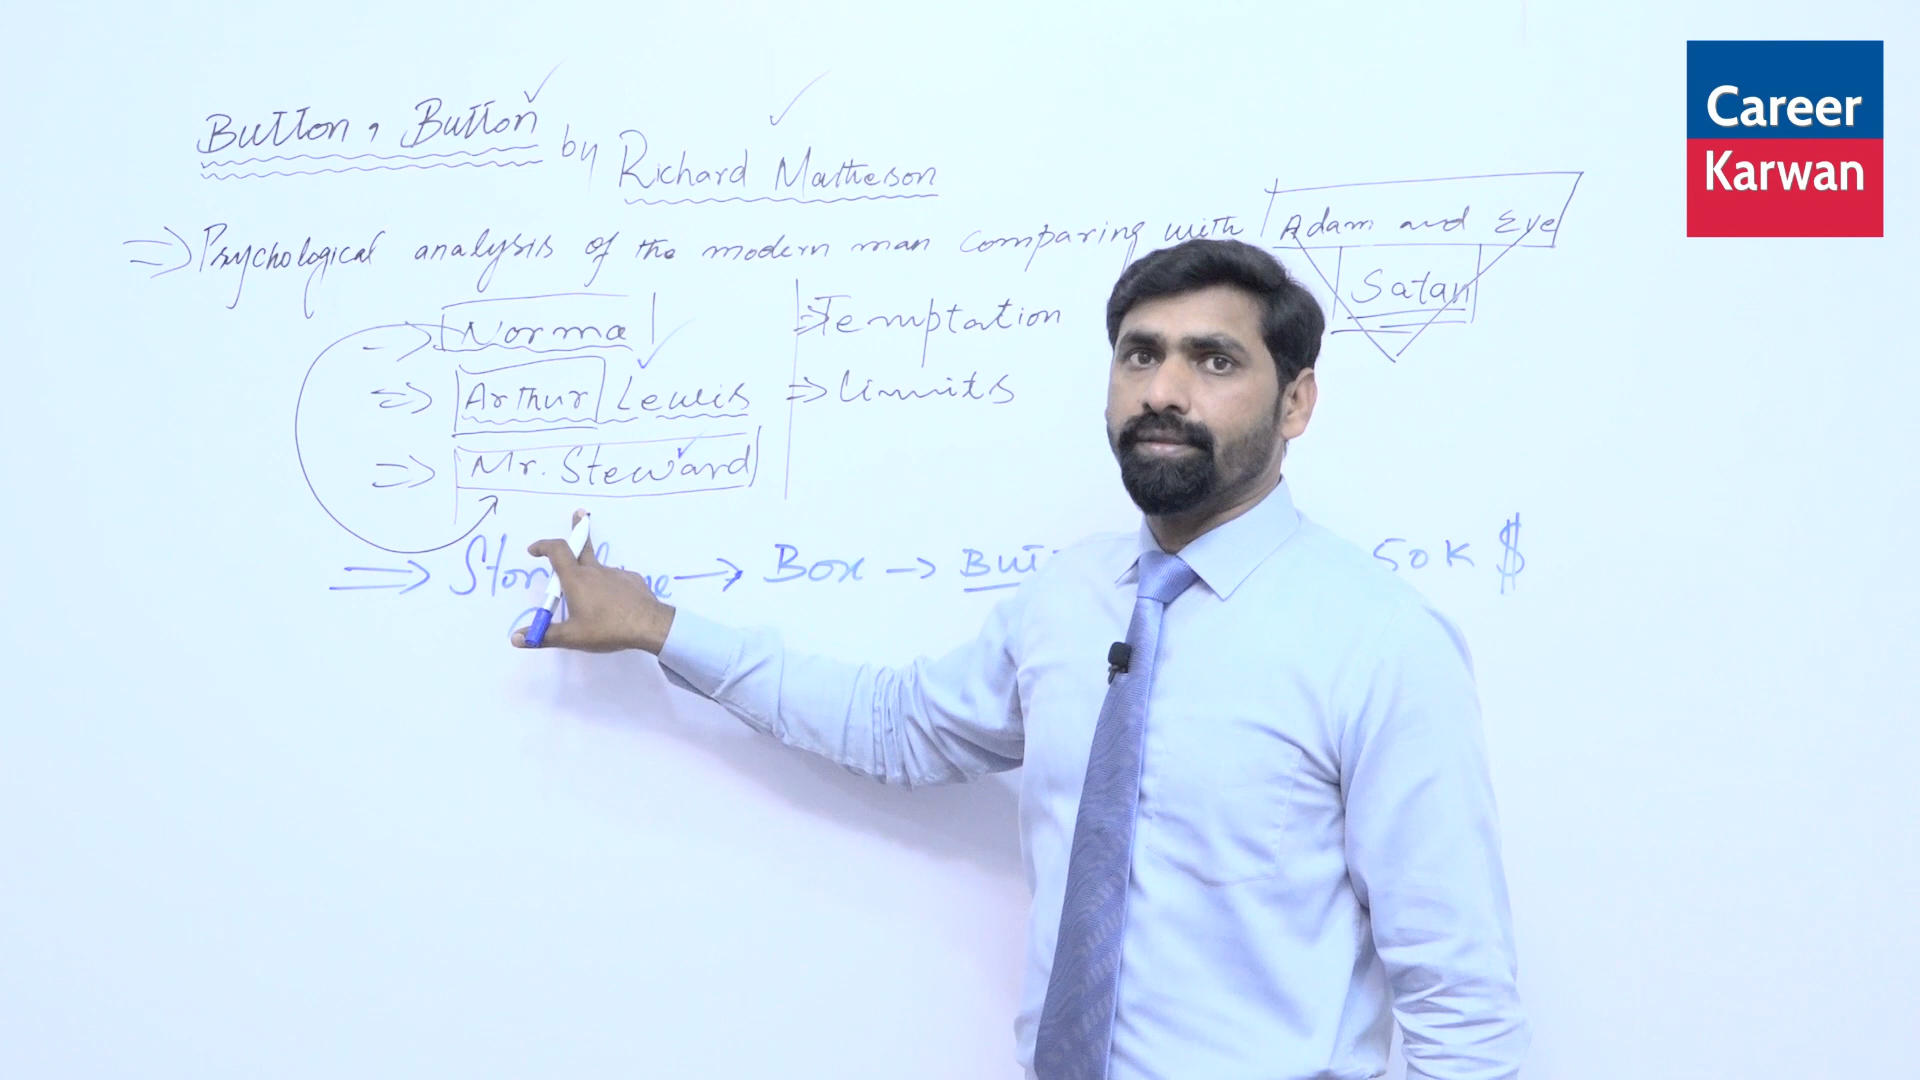 Button, Button by Richard Matheson
Career
Karwan
⇒ Psychological analysis of the modern man comparing with Adam and Eve
Satan
→ Norma ⇒ Temptation
⇒ Arthur Lewis ⇒ limits
⇒ Mr. Steward
⇒ → Box → 50K $